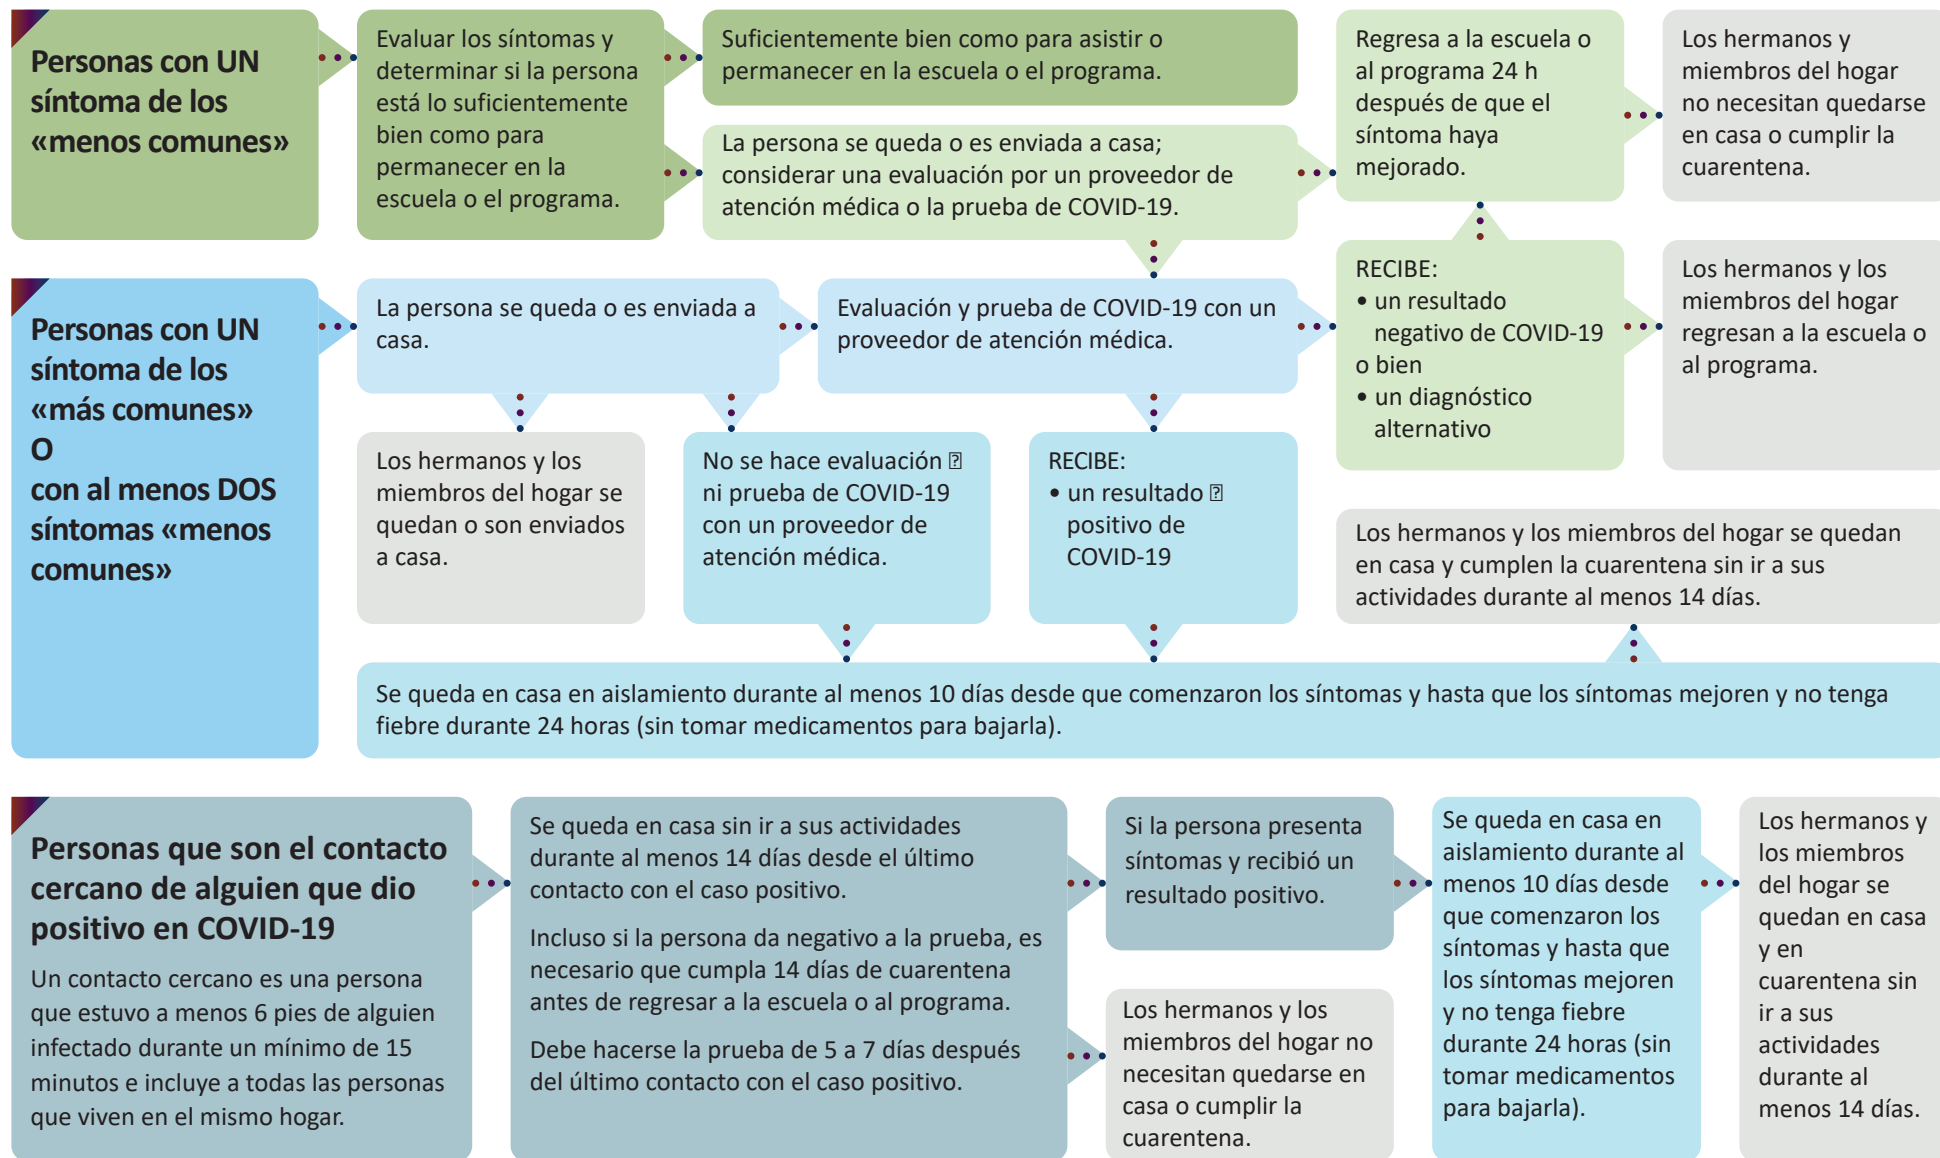 Personas con UN
síntoma de los
«menos comunes»
Evaluar los síntomas y
determinar si la persona
está lo suficientemente
bien como para
permanecer en la
escuela o el programa.
Suficientemente bien como para asistir o
permanecer en la escuela o el programa.
La persona se queda o es enviada a casa;
considerar una evaluación por un proveedor de
atención médica o la prueba de COVID-19.
Regresa a la escuela o
al programa 24 h
después de que el
síntoma haya
mejorado.
Los hermanos y
miembros del hogar
no necesitan quedarse
en casa o cumplir la
cuarentena.
Personas con UN
síntoma de los
«más comunes»
O
con al menos DOS
síntomas «menos
comunes»
La persona se queda o es enviada a
casa.
Evaluación y prueba de COVID-19 con un
proveedor de atención médica.
RECIBE:
• un resultado
negativo de COVID-19
o bien
• un diagnóstico
alternativo
Los hermanos y los
miembros del hogar
regresan a la escuela o
al programa.
Los hermanos y los
miembros del hogar se
quedan o son enviados
a casa.
No se hace evaluación
ni prueba de COVID-19
con un proveedor de
atención médica.
RECIBE:
• un resultado
positivo de
COVID-19
Los hermanos y los miembros del hogar se quedan
en casa y cumplen la cuarentena sin ir a sus
actividades durante al menos 14 días.
Se queda en casa en aislamiento durante al menos 10 días desde que comenzaron los síntomas y hasta que los síntomas mejoren y no tenga
fiebre durante 24 horas (sin tomar medicamentos para bajarla).
Personas que son el contacto
cercano de alguien que dio
positivo en COVID-19
Un contacto cercano es una persona
que estuvo a menos 6 pies de alguien
infectado durante un mínimo de 15
minutos e incluye a todas las personas
que viven en el mismo hogar.
Se queda en casa sin ir a sus actividades
durante al menos 14 días desde el último
contacto con el caso positivo.
Incluso si la persona da negativo a la prueba, es
necesario que cumpla 14 días de cuarentena
antes de regresar a la escuela o al programa.
Debe hacerse la prueba de 5 a 7 días después
del último contacto con el caso positivo.
Si la persona presenta
síntomas y recibió un
resultado positivo.
Los hermanos y los
miembros del hogar no
necesitan quedarse en
casa o cumplir la
cuarentena.
Se queda en casa en
aislamiento durante al
menos 10 días desde
que comenzaron los
síntomas y hasta que
los síntomas mejoren
y no tenga fiebre
durante 24 horas (sin
tomar medicamentos
para bajarla).
Los hermanos y
los miembros
del hogar se
quedan en casa
y en
cuarentena sin
ir a sus
actividades
durante al
menos 14 días.